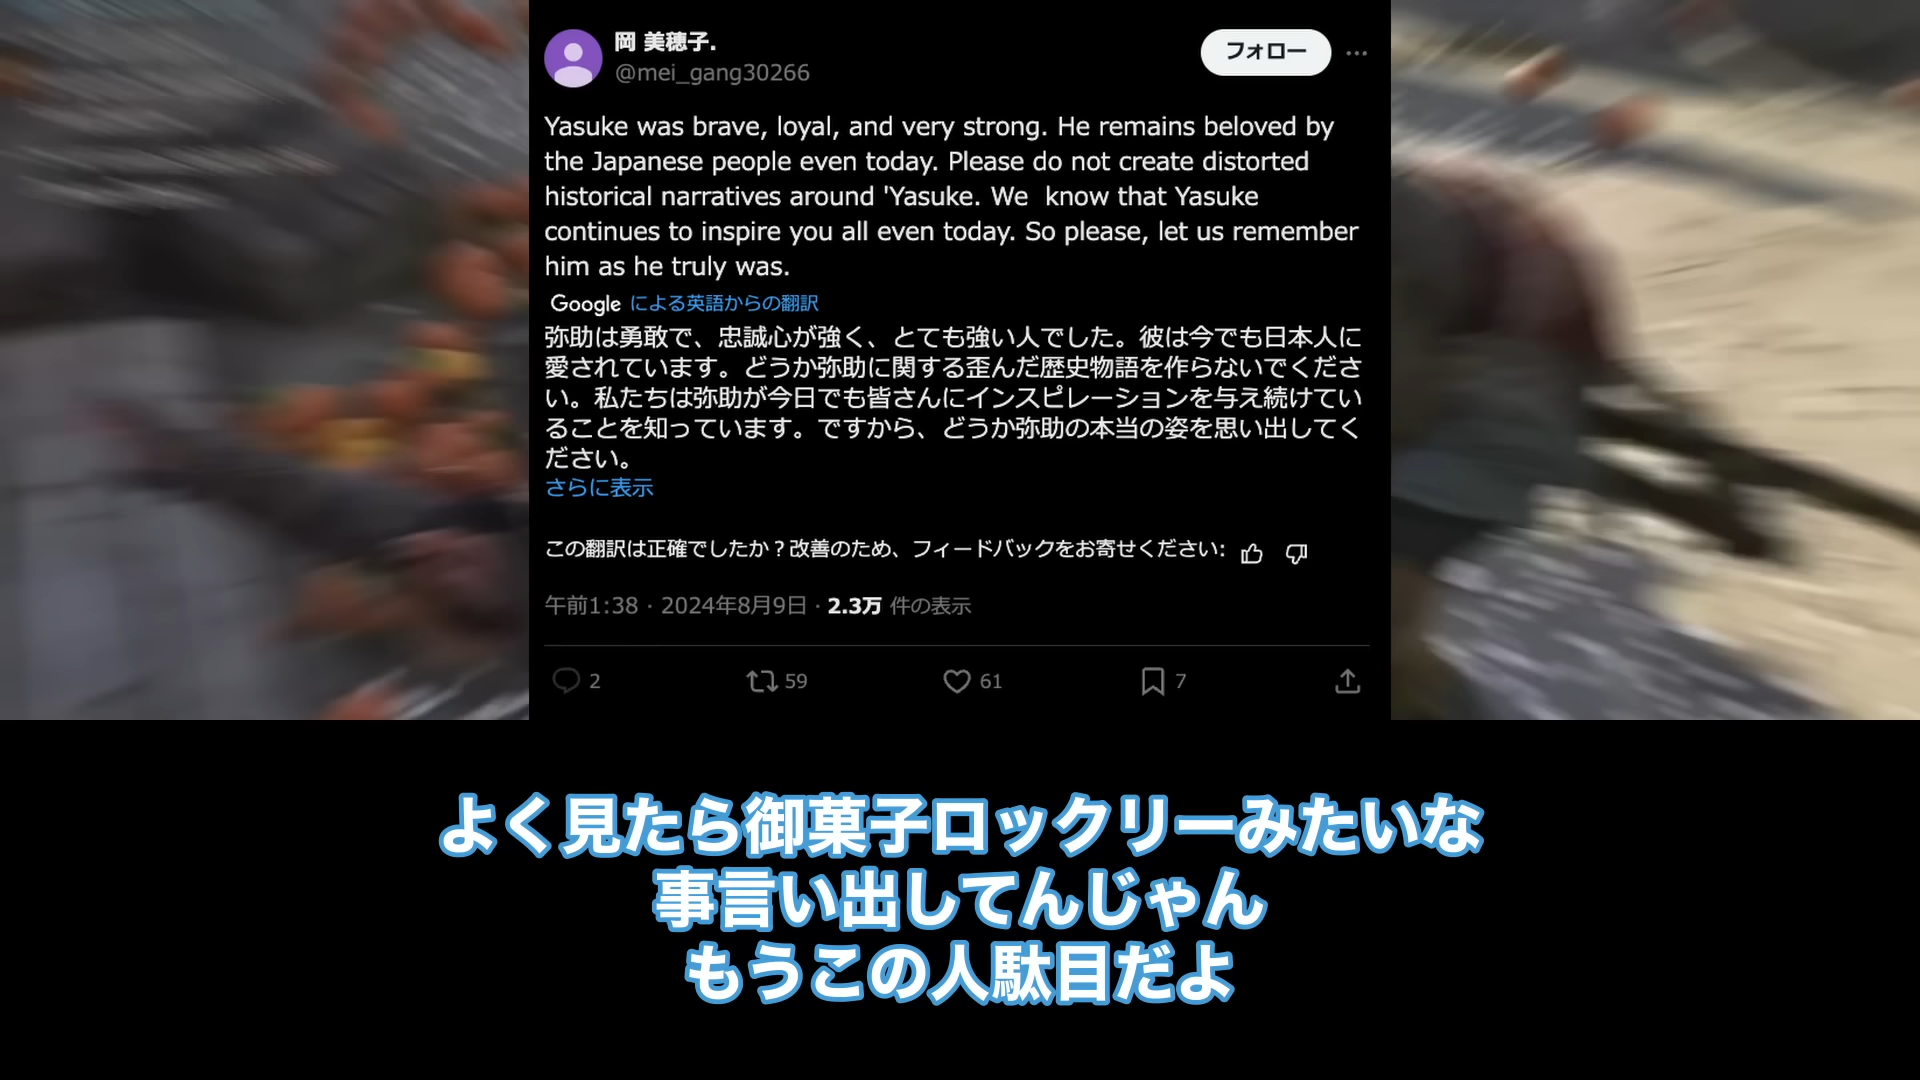 岡 美穂子.
@mei_gang30266
フォロー
Yasuke was brave, loyal, and very strong. He remains beloved by
the Japanese people even today. Please do not create distorted
historical narratives around 'Yasuke. We  know that Yasuke
continues to inspire you all even today. So please, let us remember
him as he truly was.
Google による英語からの翻訳
弥助は勇敢で、忠誠心が強く、とても強い人でした。彼は今でも日本人に
愛されています。どうか弥助に関する歪んだ歴史物語を作らないでくださ
い。私たちは弥助が今日でも皆さんにインスピレーションを与え続けてい
ることを知っています。ですから、どうか弥助の本当の姿を思い出してく
ださい。
さらに表示
この翻訳は正確でしたか？改善のため、フィードバックをお寄せください:
午前1:38 · 2024年8月9日 · 2.3万 件の表示
2 59 61 7
よく見たら御菓子ロックリーみたいな
事言い出してんじゃん
もうこの人駄目だよ